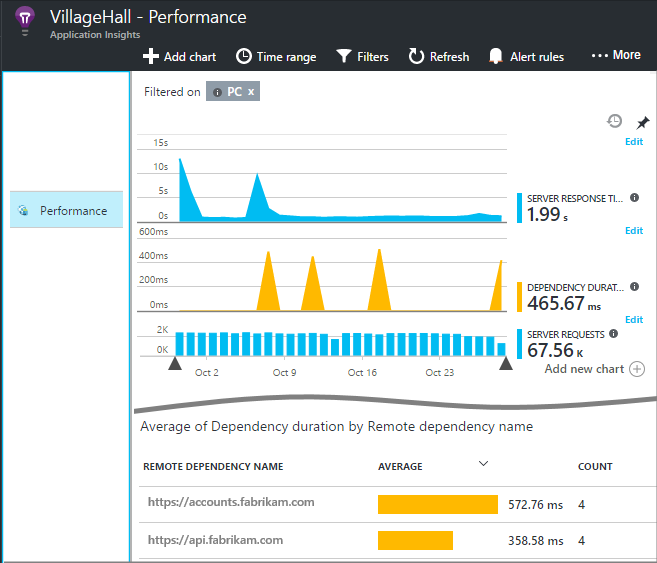 VillageHall - Performance
Application Insights
Add chart Time range Filters Refresh Alert rules ··· More
Filtered on PC x
Performance
Edit
15s
10s
5s
0s
SERVER RESPONSE TI...
1.99 s
Edit
600ms
400ms
200ms
0ms
DEPENDENCY DURAT...
465.67 ms
Edit
2K
0K
SERVER REQUESTS
67.56 K
Oct 2 Oct 9 Oct 16 Oct 23
Add new chart
Average of Dependency duration by Remote dependency name
REMOTE DEPENDENCY NAME AVERAGE COUNT
https://accounts.fabrikam.com 572.76 ms 4
https://api.fabrikam.com 358.58 ms 4